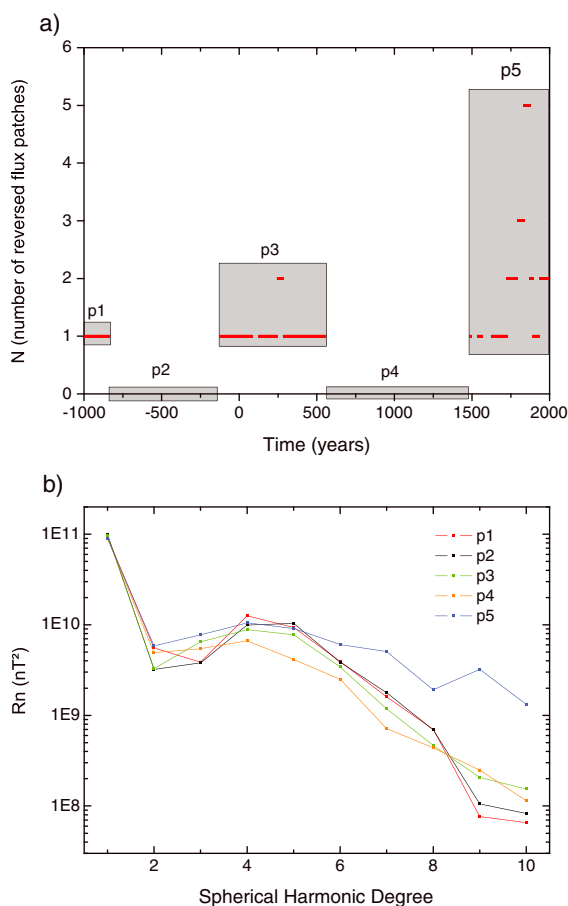 a)
6
5
4
3
2
1
0
N (number of reversed flux patches)
p1
p2
p3
p4
p5
-1000
-500
0
500
1000
1500
2000
Time (years)
b)
1E11
1E10
1E9
1E8
Rn (nT²)
p1
p2
p3
p4
p5
2
4
6
8
10
Spherical Harmonic Degree